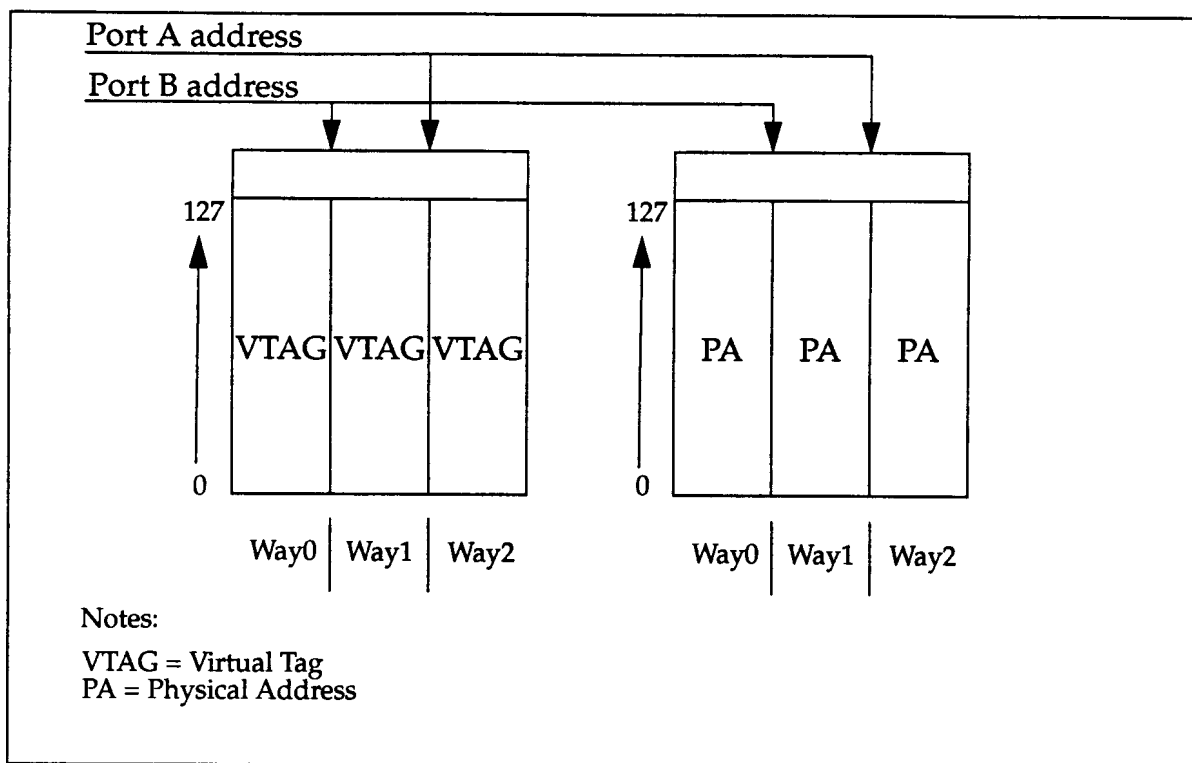 Port A address
Port B address
127
127
VTAG VTAG VTAG
PA PA PA
0
0
Way0 Way1 Way2
Way0 Way1 Way2
Notes:
VTAG = Virtual Tag
PA = Physical Address